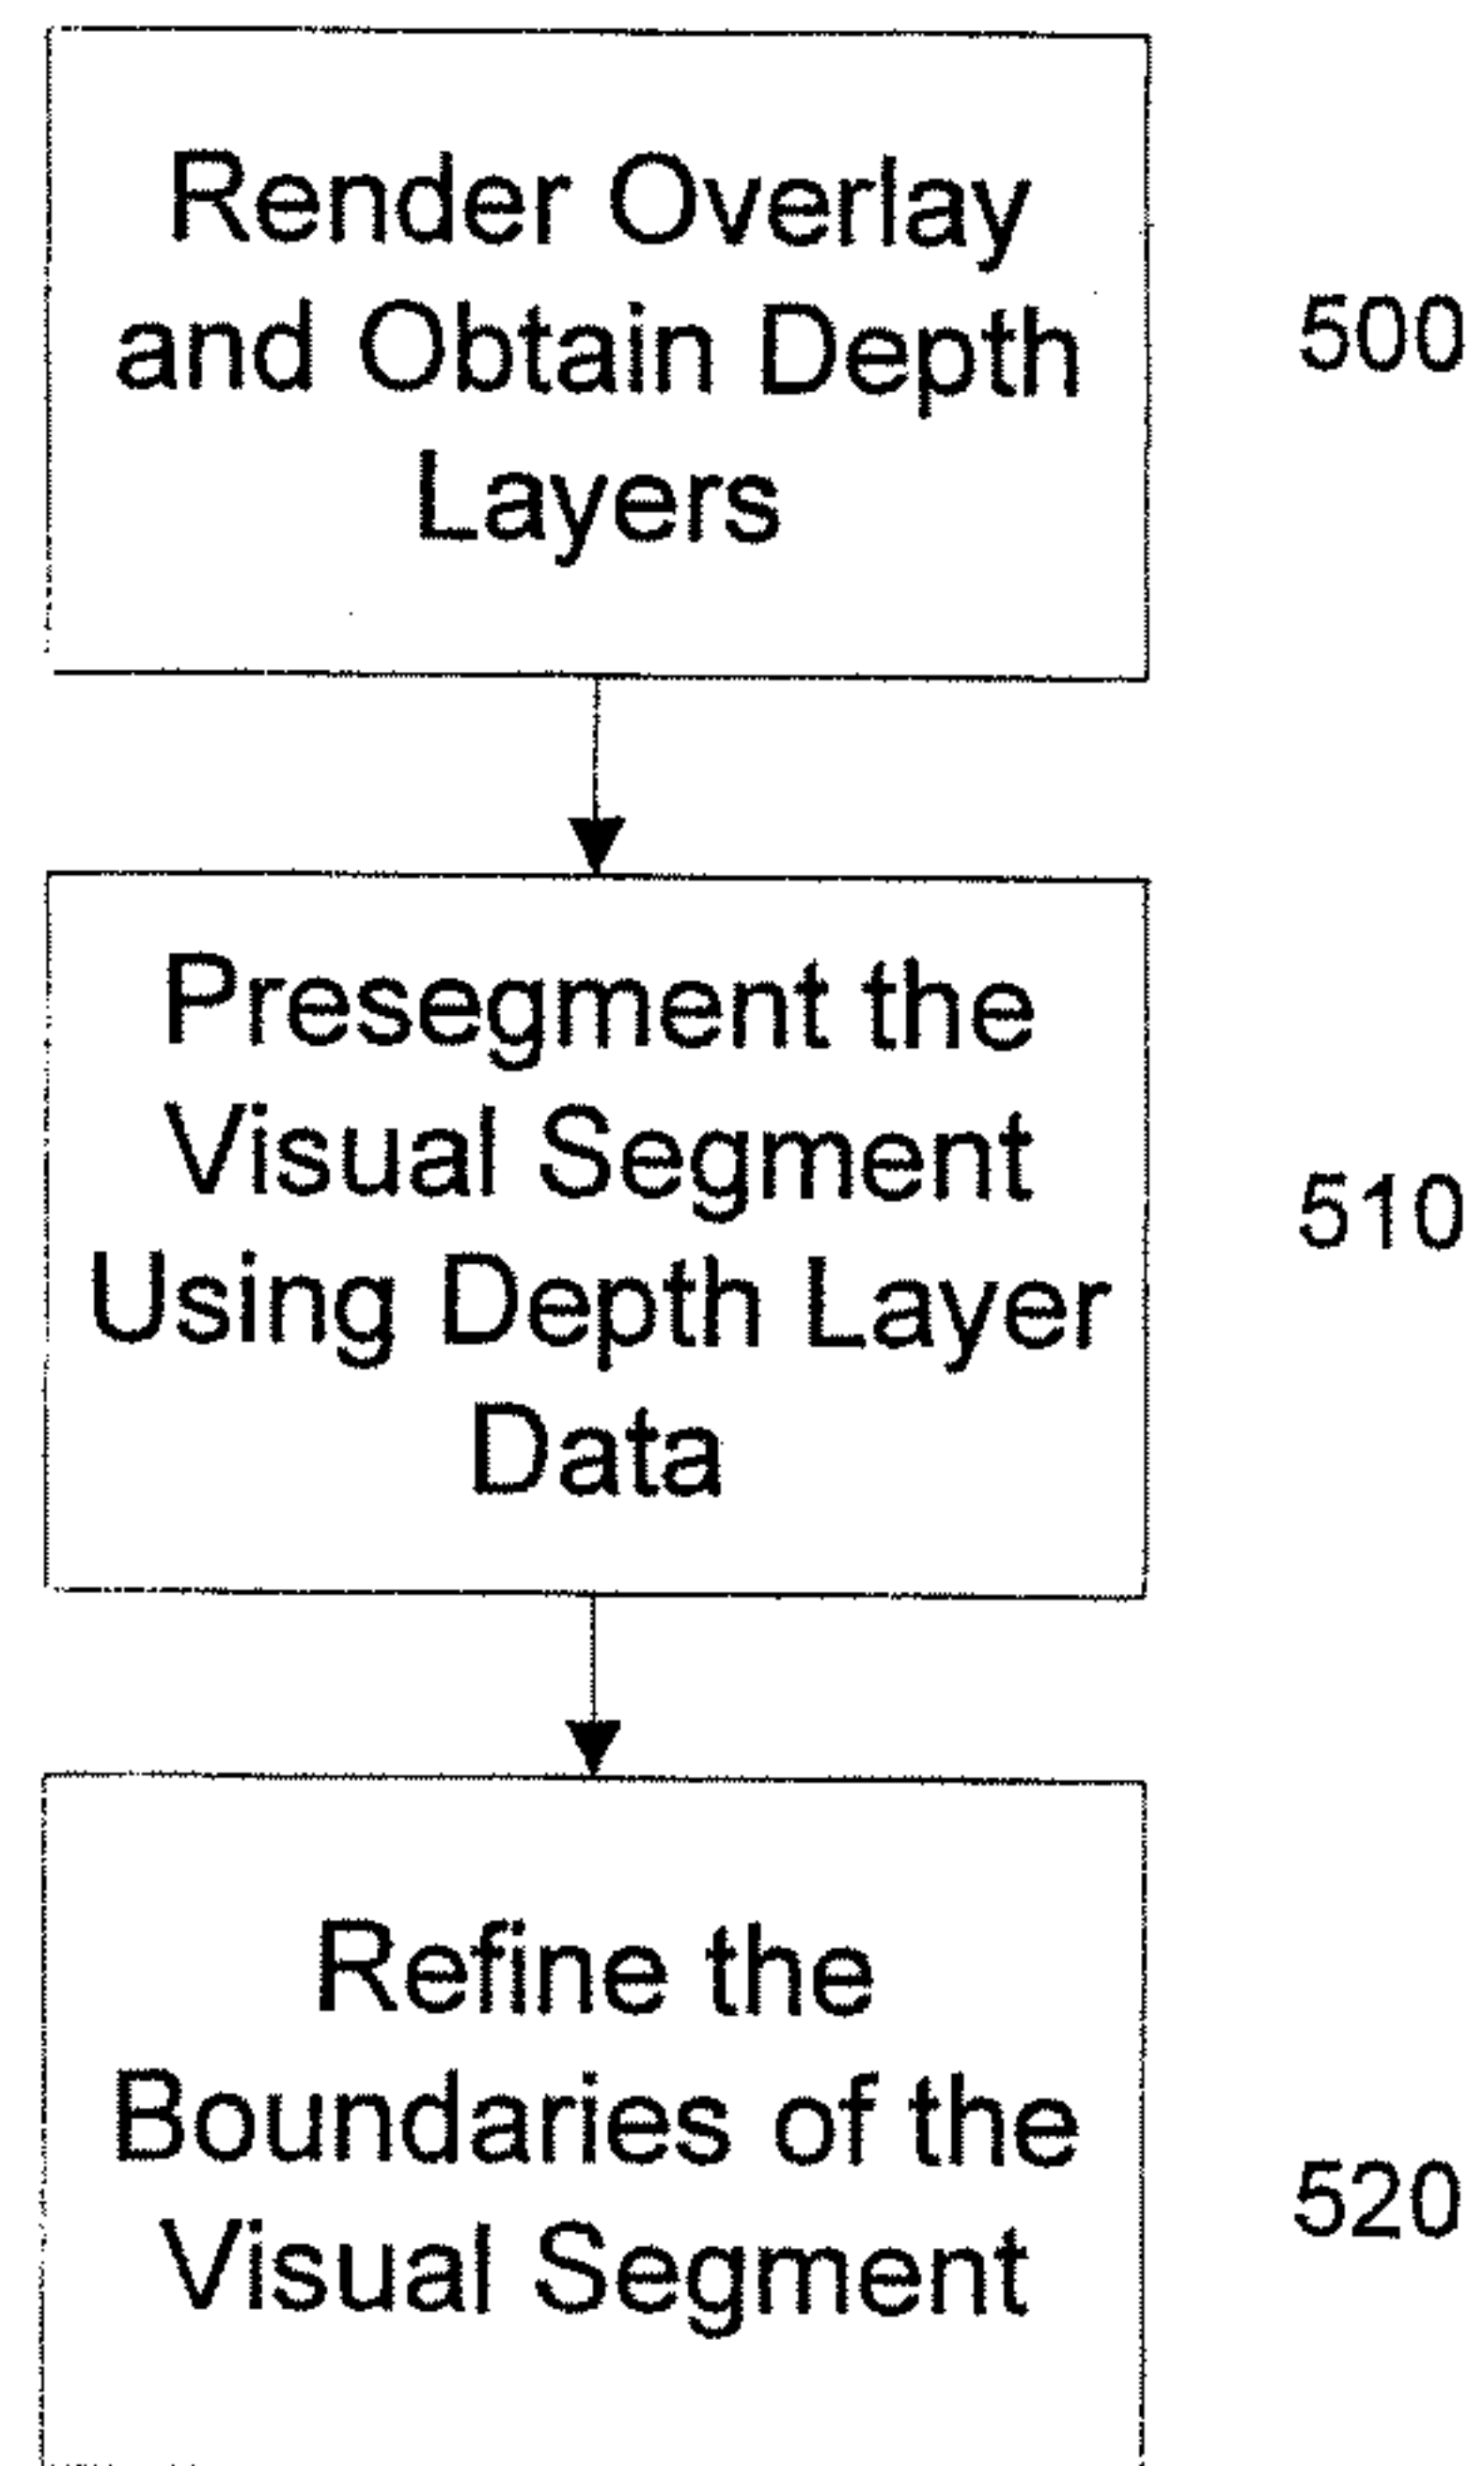 Render Overlay
and Obtain Depth
Layers
500
Presegment the
Visual Segment
Using Depth Layer
Data
510
Refine the
Boundaries of the
Visual Segment
520